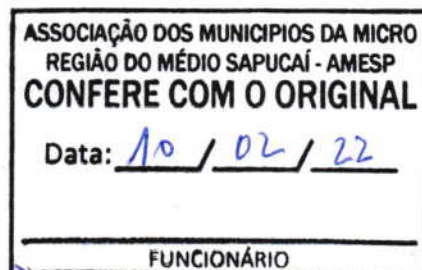 ASSOCIAÇÃO DOS MUNICIPIOS DA MICRO
REGIÃO DO MÉDIO SAPUCAÍ - AMESP
CONFERE COM O ORIGINAL
Data: 10 / 02 / 22
FUNCIONÁRIO